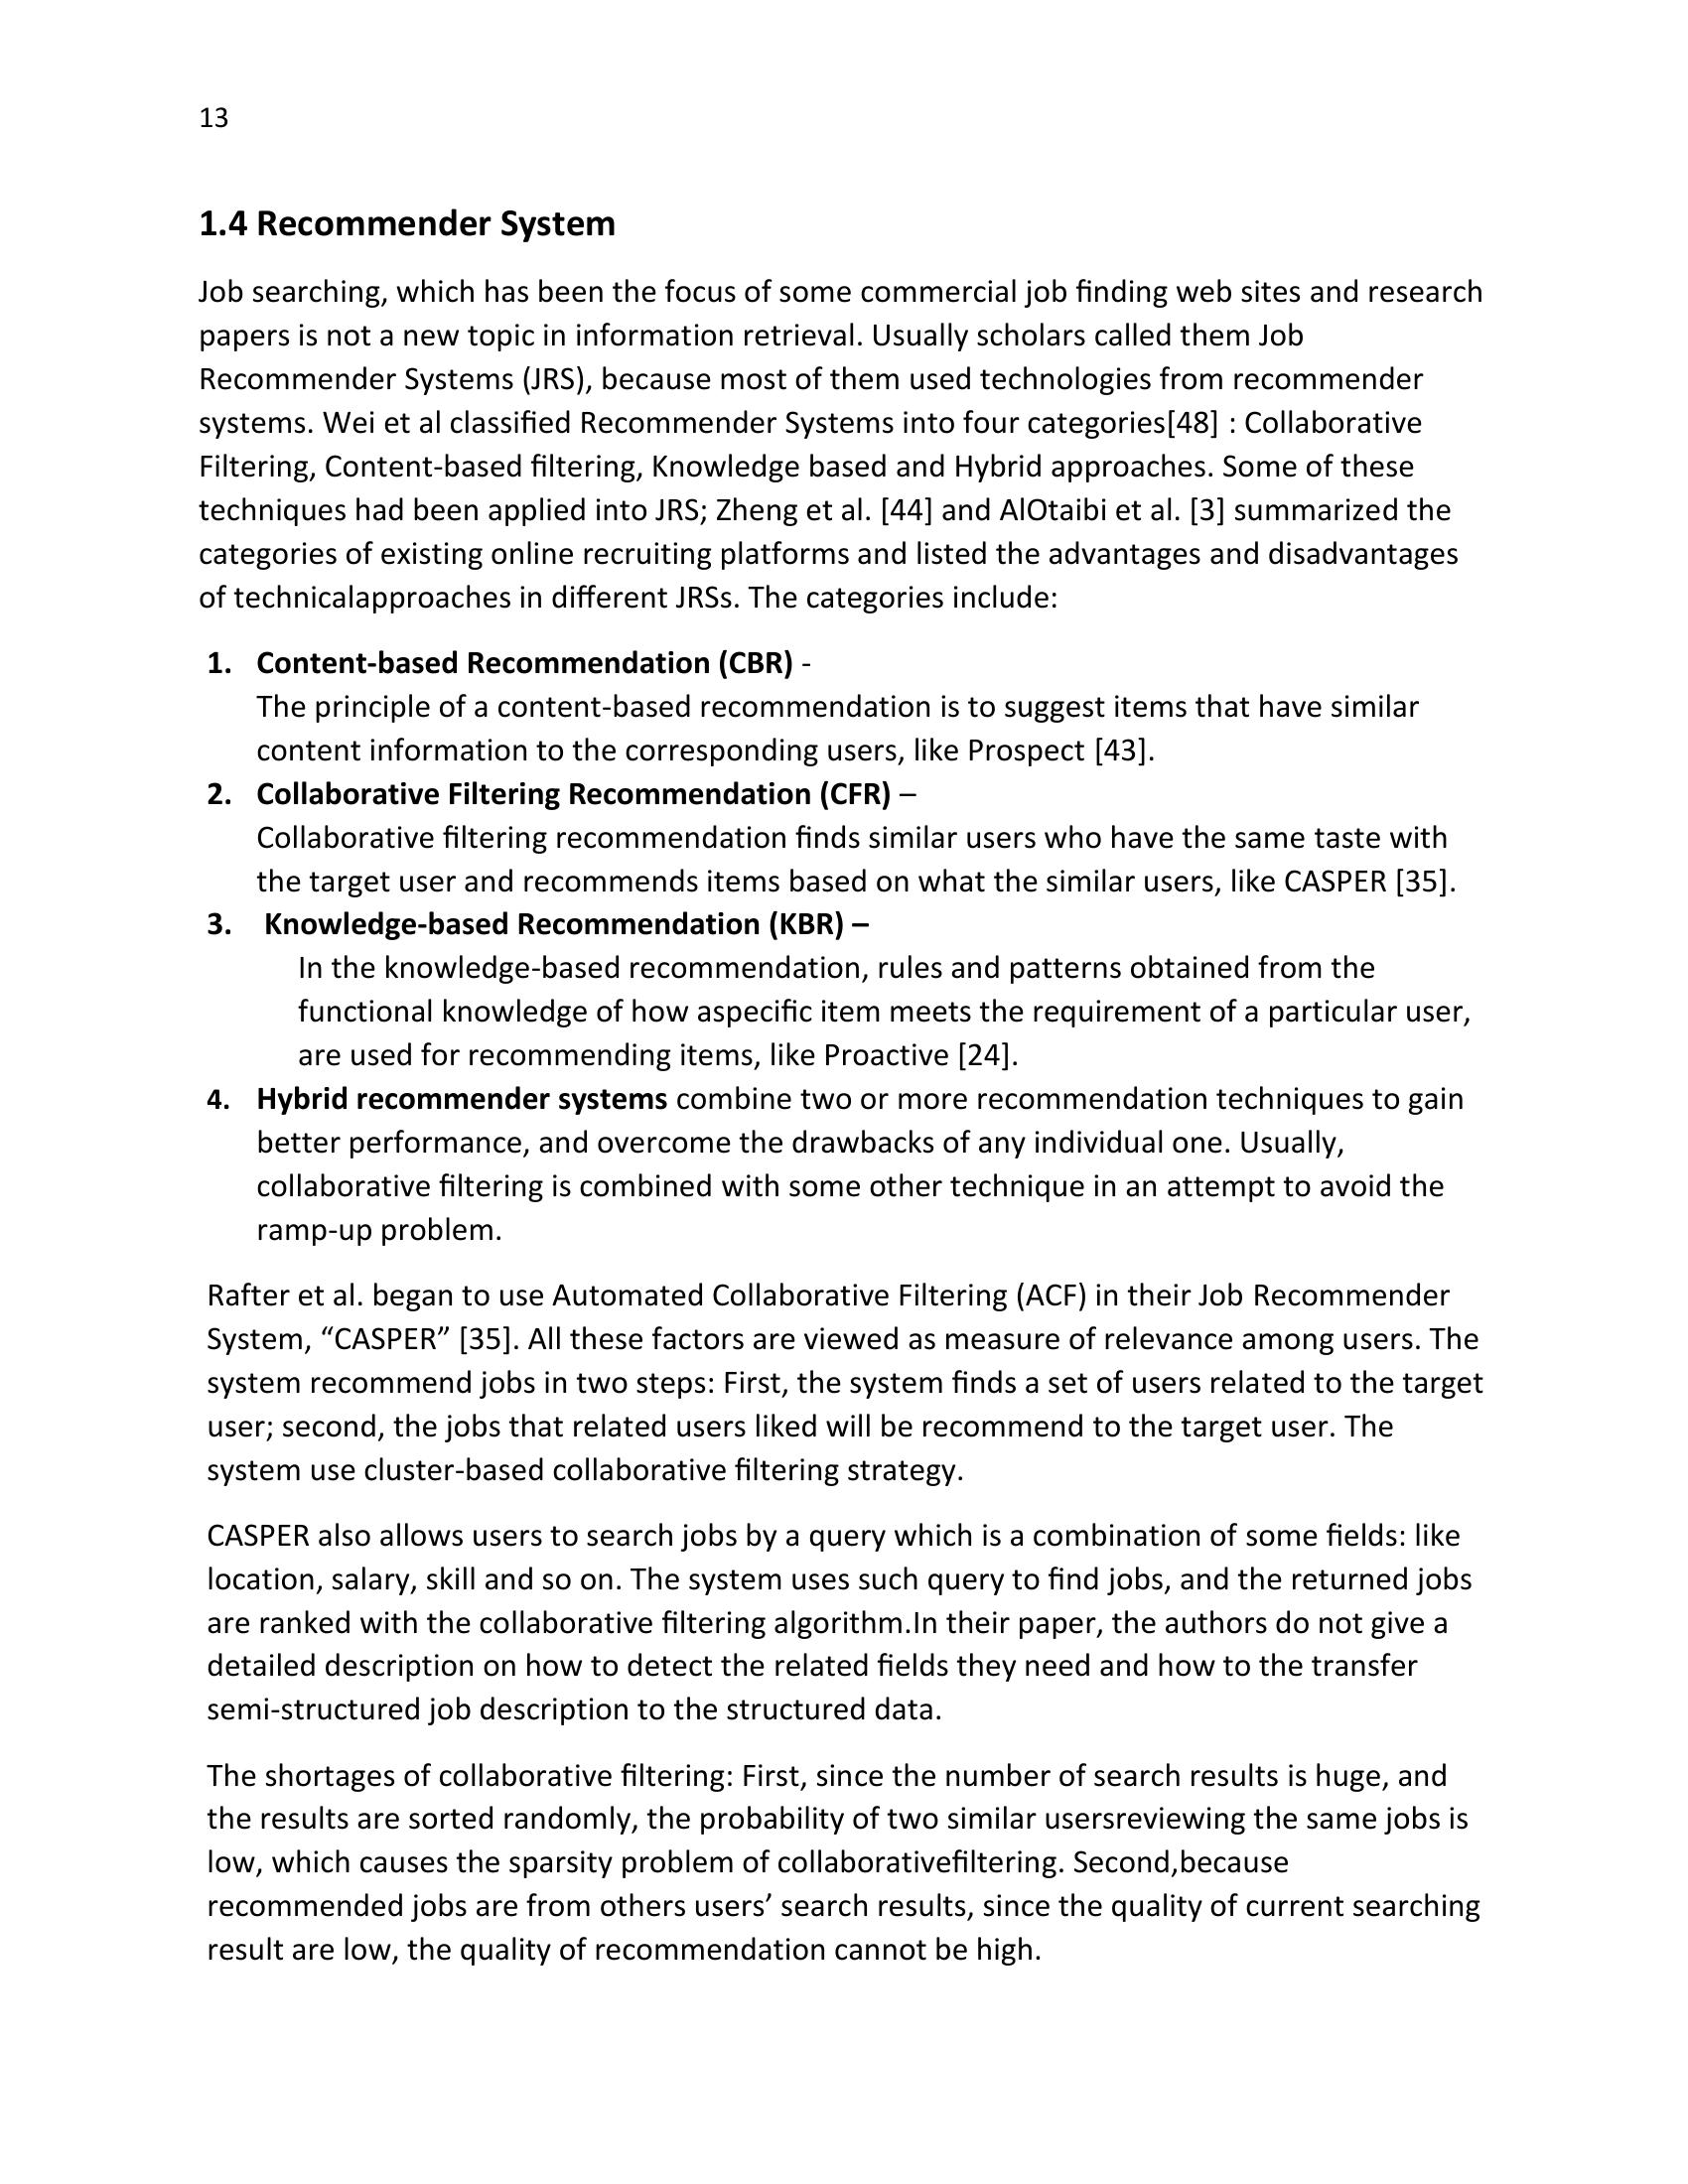 13
1.4 Recommender System
Job searching, which has been the focus of some commercial job finding web sites and research
papers is not a new topic in information retrieval. Usually scholars called them Job
Recommender Systems (JRS), because most of them used technologies from recommender
systems. Wei et al classified Recommender Systems into four categories[48] : Collaborative
Filtering, Content-based filtering, Knowledge based and Hybrid approaches. Some of these
techniques had been applied into JRS; Zheng et al. [44] and AlOtaibi et al. [3] summarized the
categories of existing online recruiting platforms and listed the advantages and disadvantages
of technicalapproaches in different JRSs. The categories include:
1. Content-based Recommendation (CBR) -
The principle of a content-based recommendation is to suggest items that have similar
content information to the corresponding users, like Prospect [43].
2. Collaborative Filtering Recommendation (CFR) –
Collaborative filtering recommendation finds similar users who have the same taste with
the target user and recommends items based on what the similar users, like CASPER [35].
3. Knowledge-based Recommendation (KBR) –
In the knowledge-based recommendation, rules and patterns obtained from the
functional knowledge of how aspecific item meets the requirement of a particular user,
are used for recommending items, like Proactive [24].
4. Hybrid recommender systems combine two or more recommendation techniques to gain
better performance, and overcome the drawbacks of any individual one. Usually,
collaborative filtering is combined with some other technique in an attempt to avoid the
ramp-up problem.
Rafter et al. began to use Automated Collaborative Filtering (ACF) in their Job Recommender
System, “CASPER” [35]. All these factors are viewed as measure of relevance among users. The
system recommend jobs in two steps: First, the system finds a set of users related to the target
user; second, the jobs that related users liked will be recommend to the target user. The
system use cluster-based collaborative filtering strategy.
CASPER also allows users to search jobs by a query which is a combination of some fields: like
location, salary, skill and so on. The system uses such query to find jobs, and the returned jobs
are ranked with the collaborative filtering algorithm.In their paper, the authors do not give a
detailed description on how to detect the related fields they need and how to the transfer
semi-structured job description to the structured data.
The shortages of collaborative filtering: First, since the number of search results is huge, and
the results are sorted randomly, the probability of two similar usersreviewing the same jobs is
low, which causes the sparsity problem of collaborativefiltering. Second,because
recommended jobs are from others users’ search results, since the quality of current searching
result are low, the quality of recommendation cannot be high.